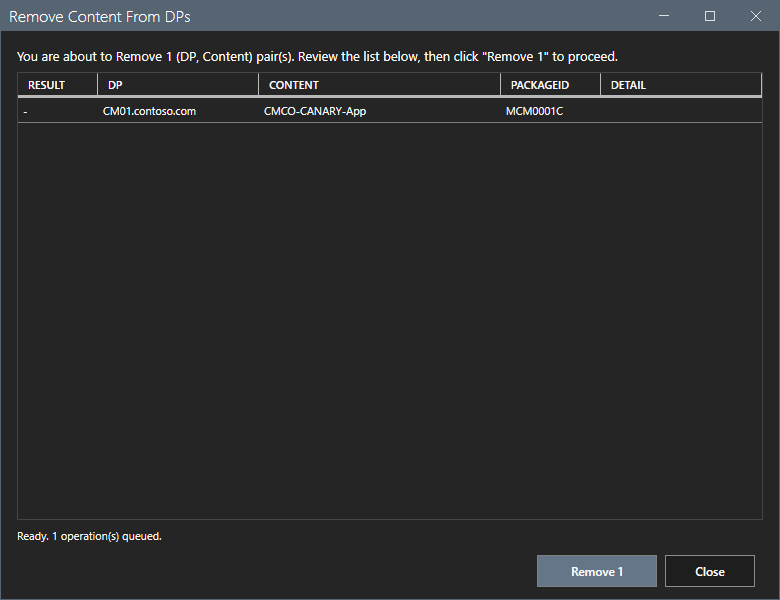 Remove Content From DPs
You are about to Remove 1 (DP, Content) pair(s). Review the list below, then click "Remove 1" to proceed.
RESULT DP CONTENT PACKAGEID DETAIL
- CM01.contoso.com CMCO-CANARY-App MCM0001C
Ready. 1 operation(s) queued.
Remove 1 Close